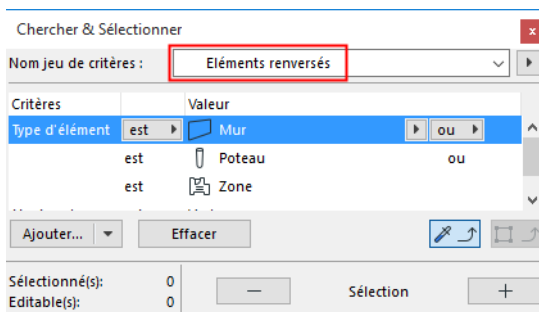 Chercher & Sélectionner
x
Nom jeu de critères : Eléments renversés
Critères Valeur
Type d'élément est Mur ou
est Poteau ou
est Zone
Ajouter... Effacer
Sélectionné(s): 0
Editable(s): 0
— Sélection +